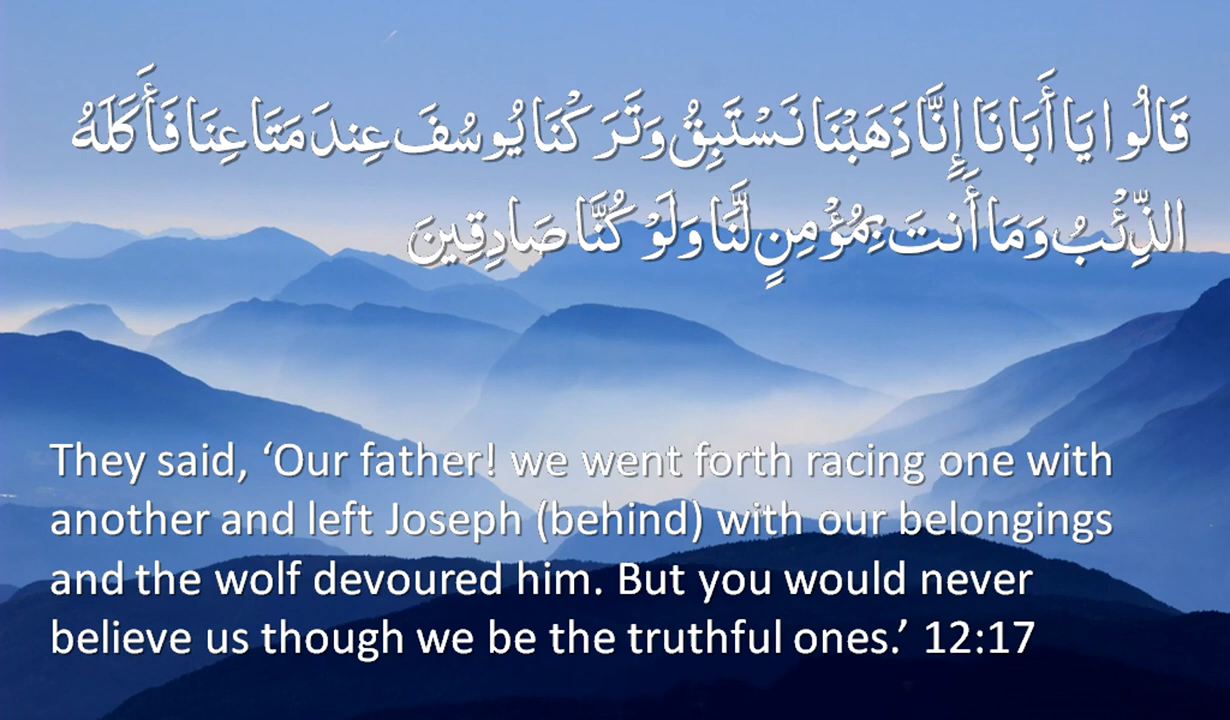 قَالُوا يَا أَبَانَا إِنَّا ذَهَبْنَا نَسْتَبِقُ وَتَرَكْنَا يُوسُفَ عِندَ مَتَاعِنَا فَأَكَلَهُ
الذِّئْبُ وَمَا أَنتَ بِمُؤْمِنٍ لَّنَا وَلَوْ كُنَّا صَادِقِينَ
They said, ‘Our father! we went forth racing one with
another and left Joseph (behind) with our belongings
and the wolf devoured him. But you would never
believe us though we be the truthful ones.’ 12:17